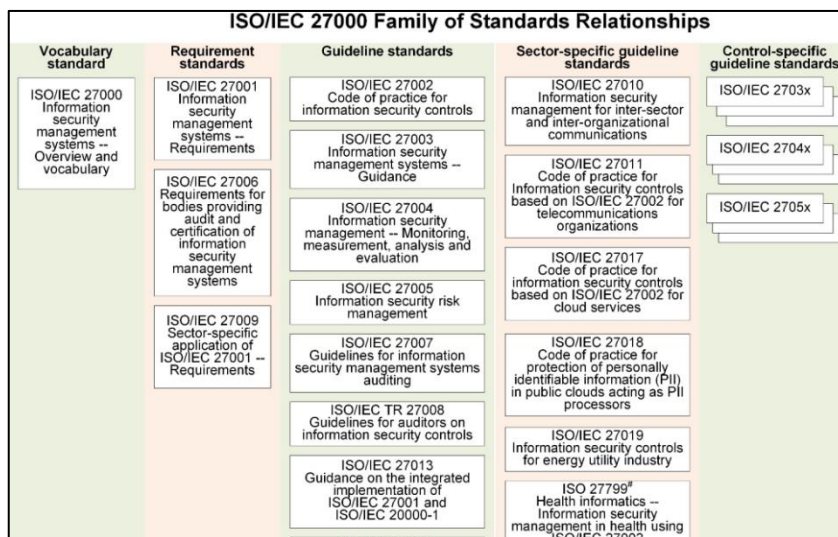 ISO/IEC 27000 Family of Standards Relationships
Vocabulary
standard
ISO/IEC 27000
Information
security
management
systems --
Overview and
vocabulary
Requirement
standards
ISO/IEC 27001
Information
security
management
systems --
Requirements
ISO/IEC 27006
Requirements for
bodies providing
audit and
certification of
information
security
management
systems
ISO/IEC 27009
Sector-specific
application of
ISO/IEC 27001 --
Requirements
Guideline standards
ISO/IEC 27002
Code of practice for
information security controls
ISO/IEC 27003
Information security
management systems --
Guidance
ISO/IEC 27004
Information security
management -- Monitoring,
measurement, analysis and
evaluation
ISO/IEC 27005
Information security risk
management
ISO/IEC 27007
Guidelines for information
security management systems
auditing
ISO/IEC TR 27008
Guidelines for auditors on
information security controls
ISO/IEC 27013
Guidance on the integrated
implementation of
ISO/IEC 27001 and
ISO/IEC 20000-1
Sector-specific guideline
standards
ISO/IEC 27010
Information security
management for inter-sector
and inter-organizational
communications
ISO/IEC 27011
Code of practice for
Information security controls
based on ISO/IEC 27002 for
telecommunications
organizations
ISO/IEC 27017
Code of practice for
information security controls
based on ISO/IEC 27002 for
cloud services
ISO/IEC 27018
Code of practice for
protection of personally
identifiable information (PII)
in public clouds acting as PII
processors
ISO/IEC 27019
Information security controls
for energy utility industry
ISO 27799#
Health informatics --
Information security
management in health using
ISO/IEC 27002
Control-specific
guideline standards
ISO/IEC 2703x
ISO/IEC 2704x
ISO/IEC 2705x